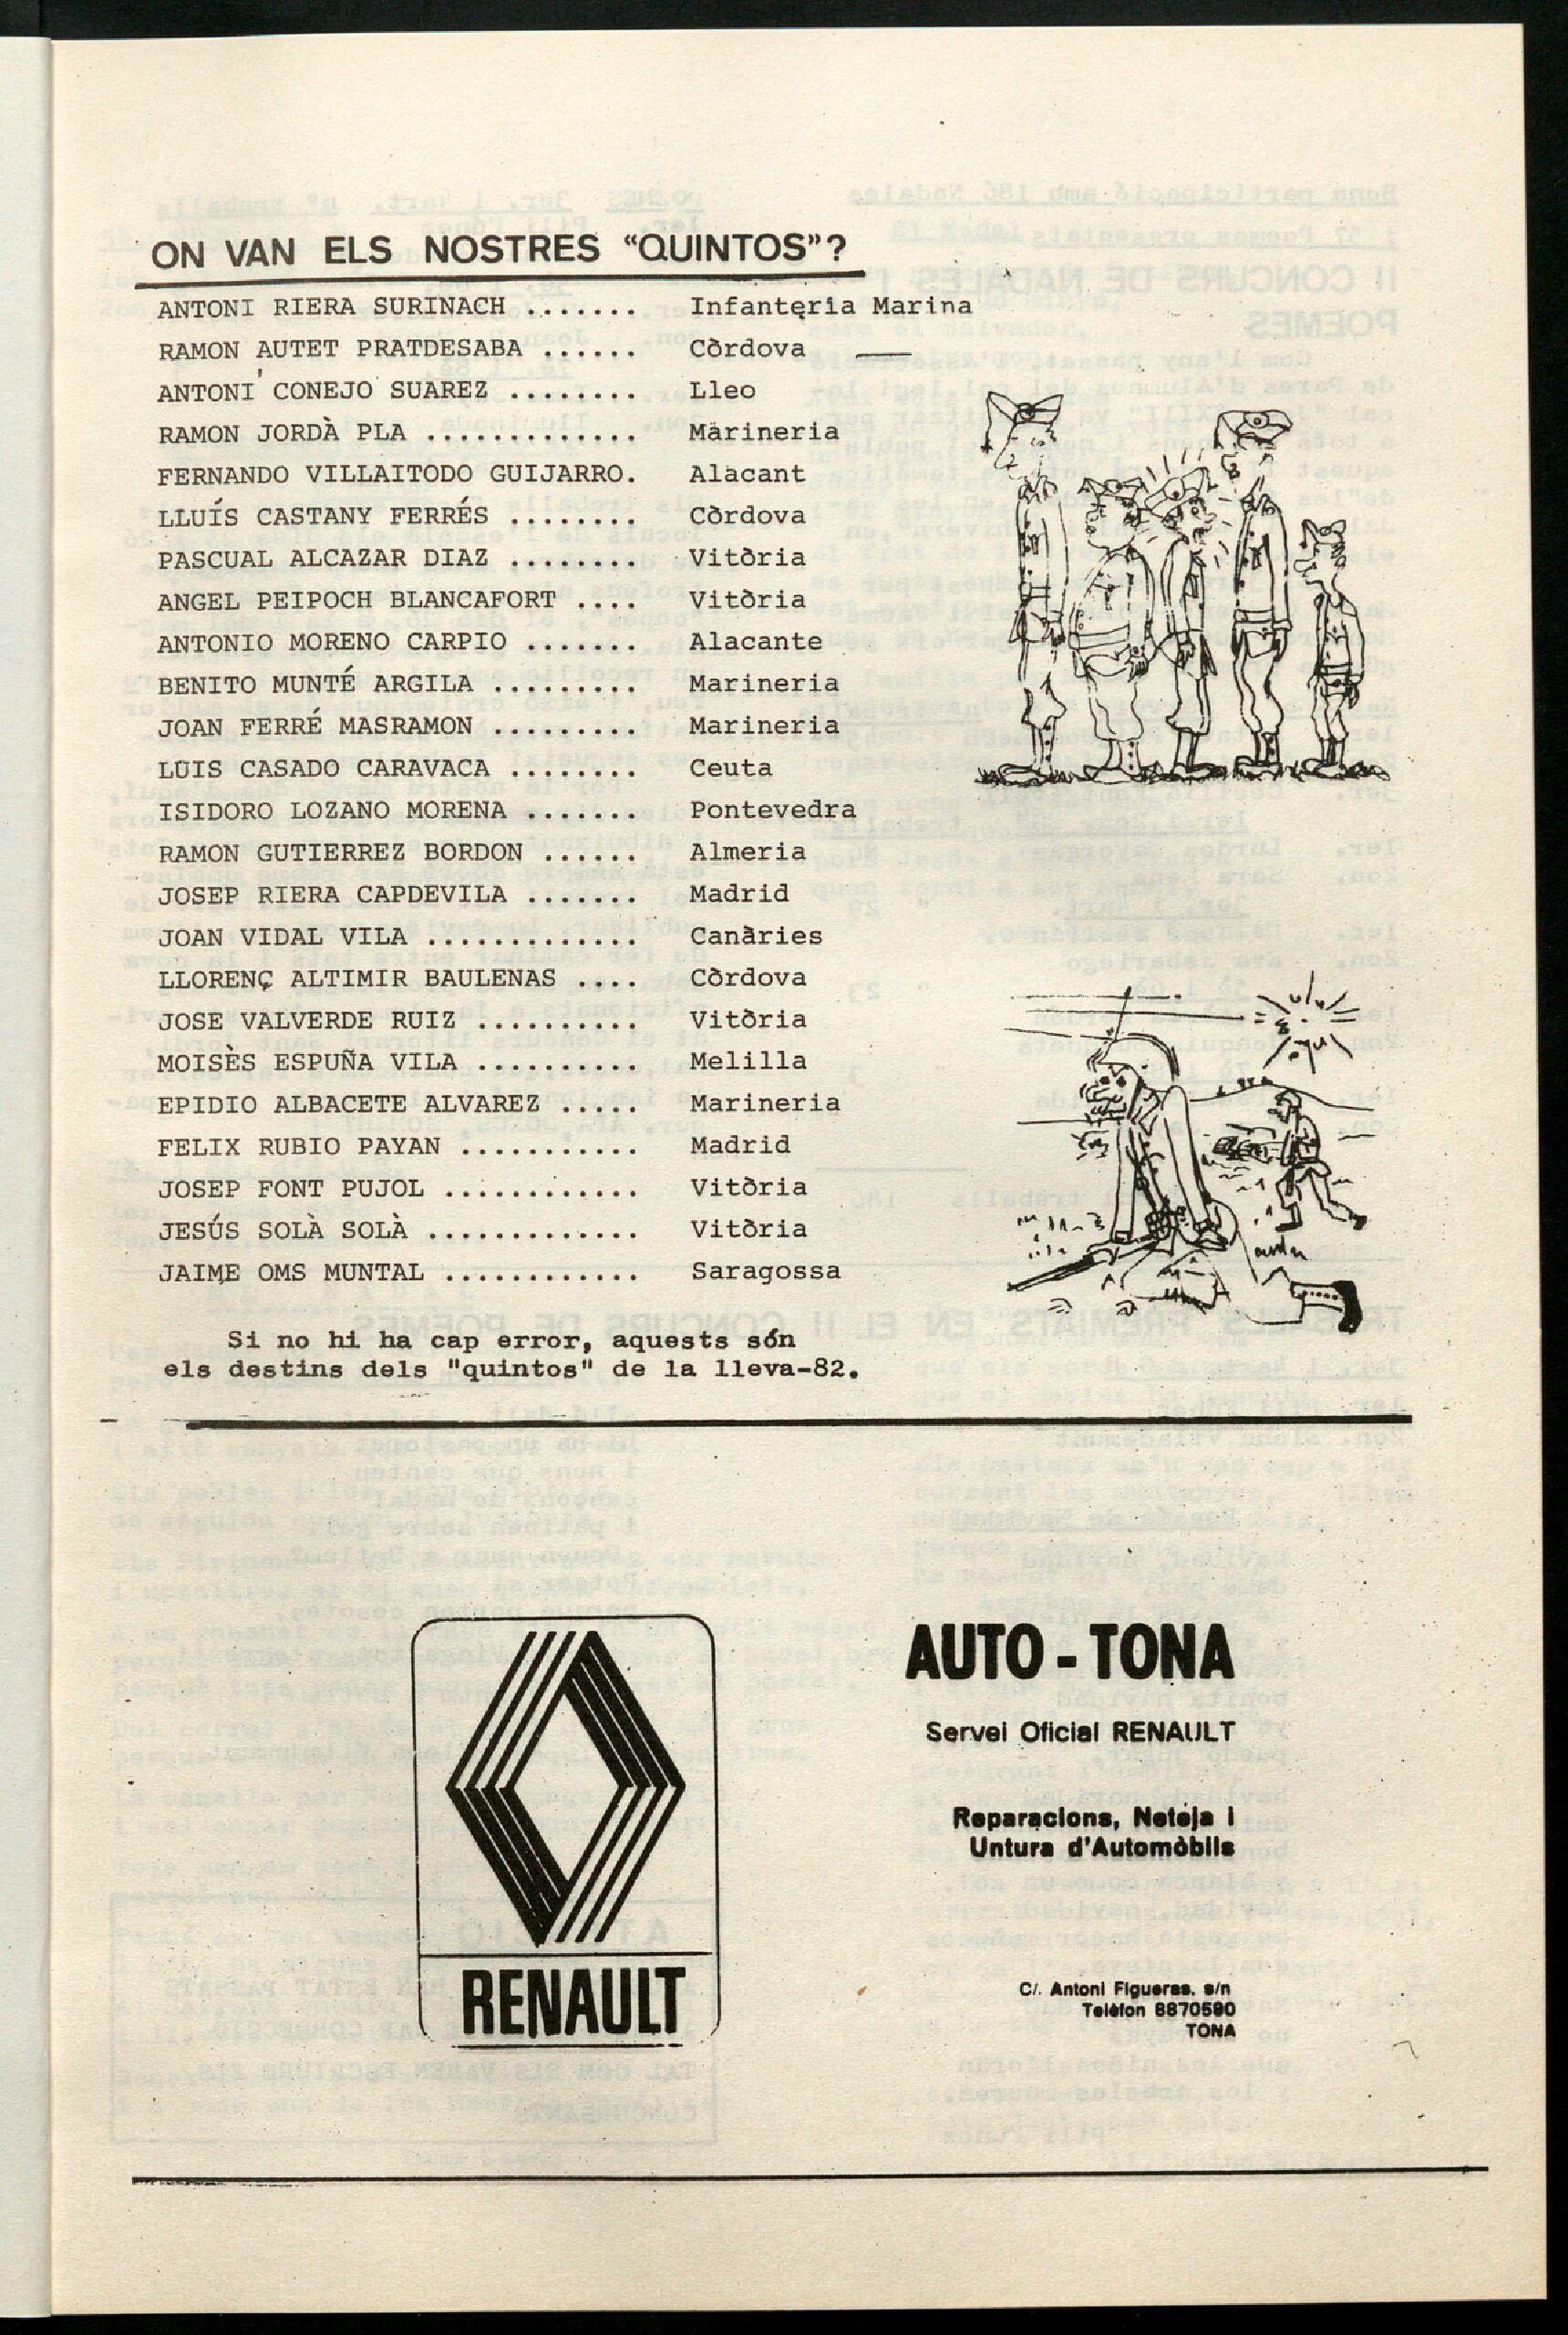 ON VAN ELS NOSTRES "QUINTOS"?
ANTONI RIERA SURINACH ....... Infanteria Marina
RAMON AUTET PRATDESABA ...... Còrdova
ANTONI CONEJO SUAREZ ........ Lleo
RAMON JORDÀ PLA ............. Marineria
FERNANDO VILLAITODO GUIJARRO. Alacant
LLUÍS CASTANY FERRÉS ........ Còrdova
PASCUAL ALCAZAR DIAZ ........ Vitòria
ANGEL PEIPOCH BLANCAFORT .... Vitòria
ANTONIO MORENO CARPIO ....... Alacante
BENITO MUNTÉ ARGILA ......... Marineria
JOAN FERRÉ MASRAMON ......... Marineria
LUIS CASADO CARAVACA ........ Ceuta
ISIDORO LOZANO MORENA ....... Pontevedra
RAMON GUTIERREZ BORDON ...... Almeria
JOSEP RIERA CAPDEVILA ....... Madrid
JOAN VIDAL VILA ............. Canàries
LLORENÇ ALTIMIR BAULENAS .... Còrdova
JOSE VALVERDE RUIZ .......... Vitòria
MOISÈS ESPUÑA VILA .......... Melilla
EPIDIO ALBACETE ALVAREZ ..... Marineria
FELIX RUBIO PAYAN ........... Madrid
JOSEP FONT PUJOL ............ Vitòria
JESÚS SOLÀ SOLÀ ............. Vitòria
JAIME OMS MUNTAL ............ Saragossa
Si no hi ha cap error, aquests són
els destins dels "quintos" de la lleva-82.
RENAULT
AUTO - TONA
Servei Oficial RENAULT
Reparacions, Neteja i
Untura d'Automòbils
C/. Antoni Figueras, s/n
Telèfon 8870580
TONA